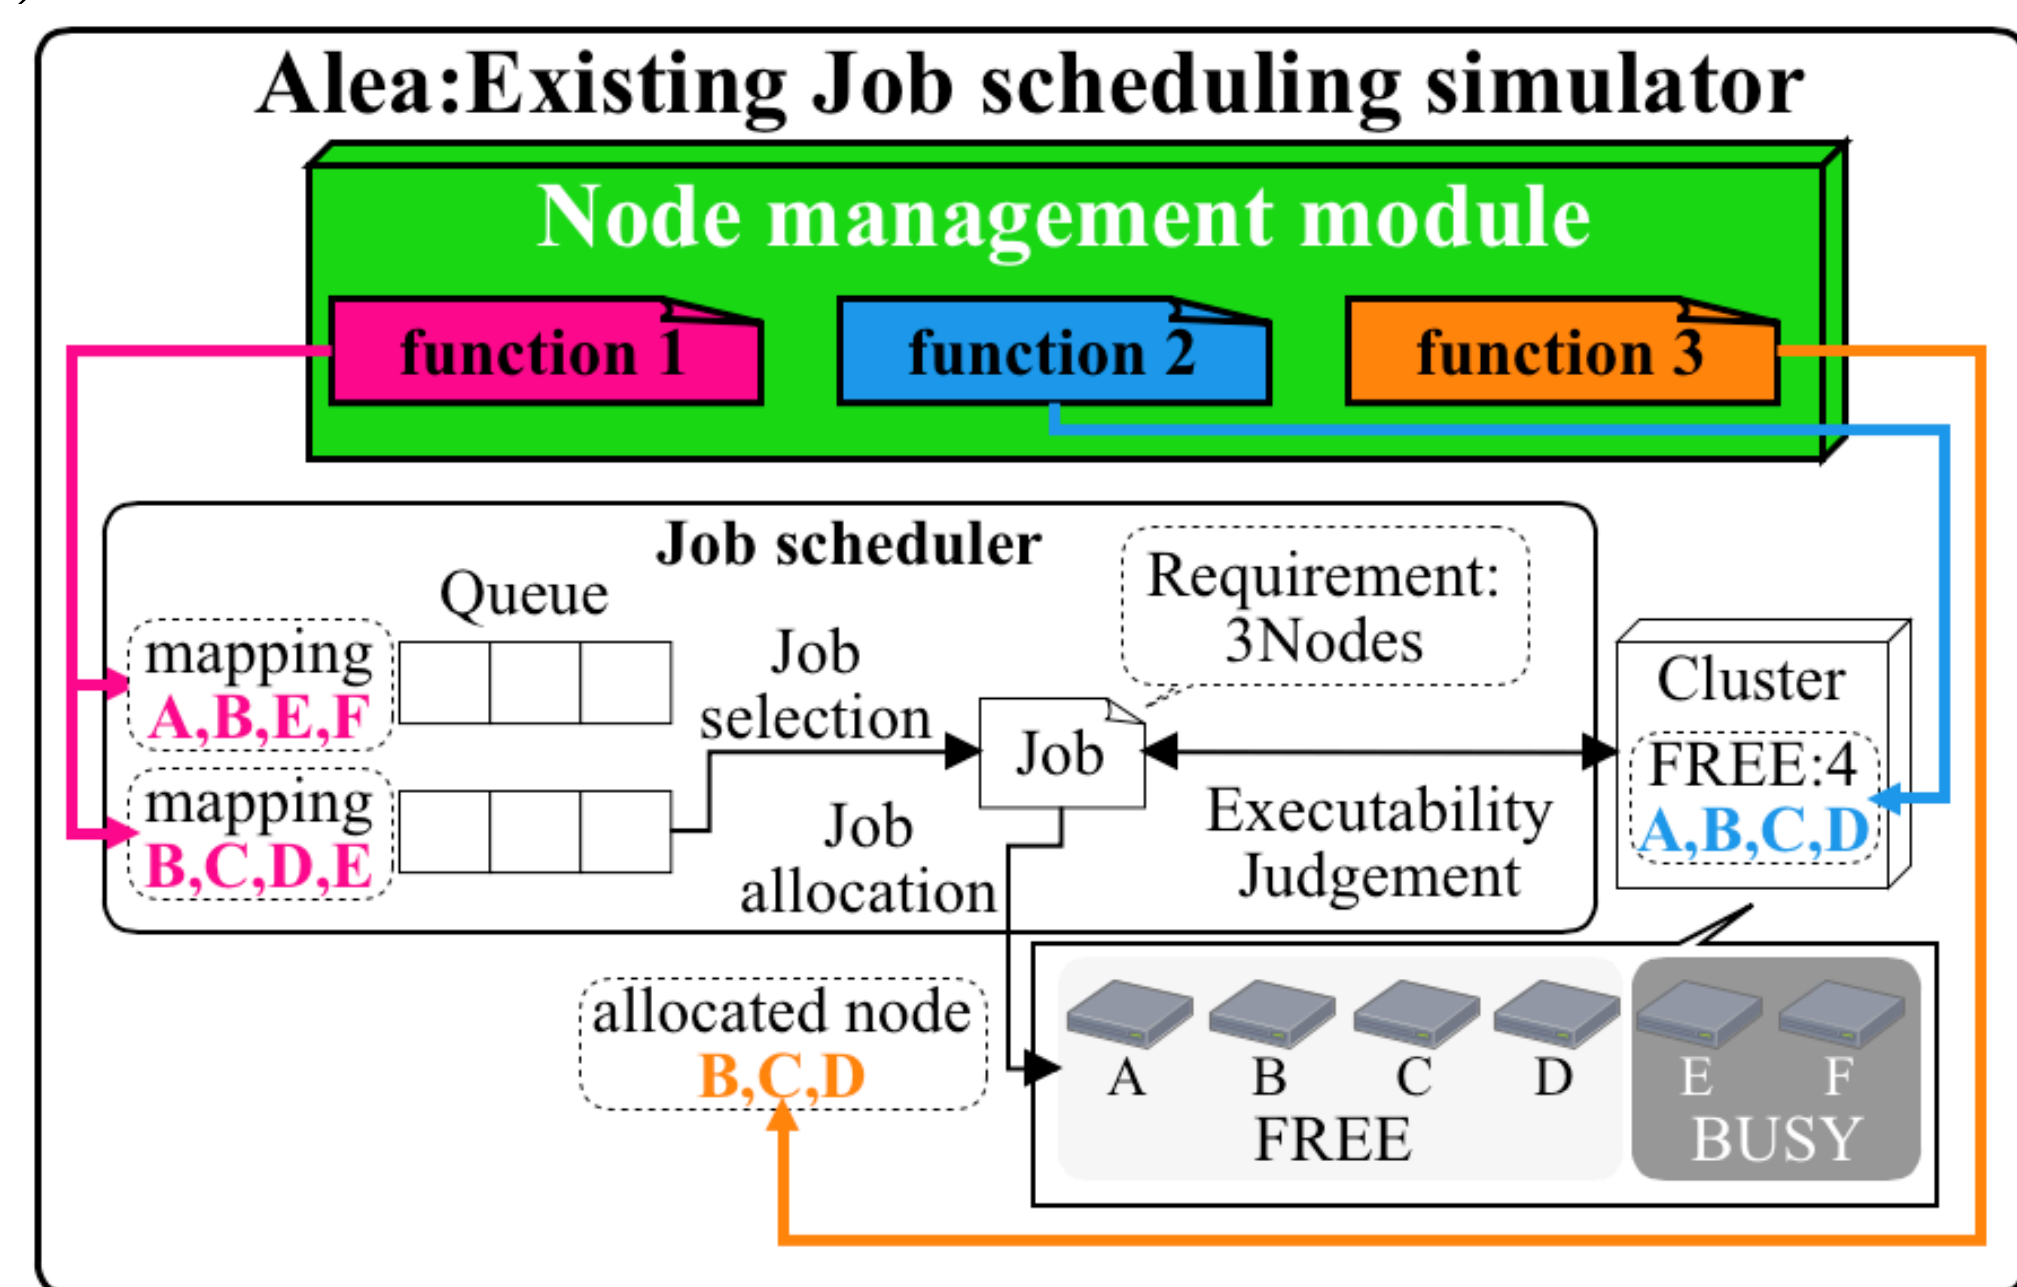 Alea:Existing Job scheduling simulator
Node management module
function 1
function 2
function 3
Job scheduler
Queue
mapping
A,B,E,F
mapping
B,C,D,E
Job
selection
Job
allocation
Job
Requirement:
3Nodes
Executability
Judgement
Cluster
FREE:4
A,B,C,D
allocated node
B,C,D
A
B
C
D
E
F
FREE
BUSY